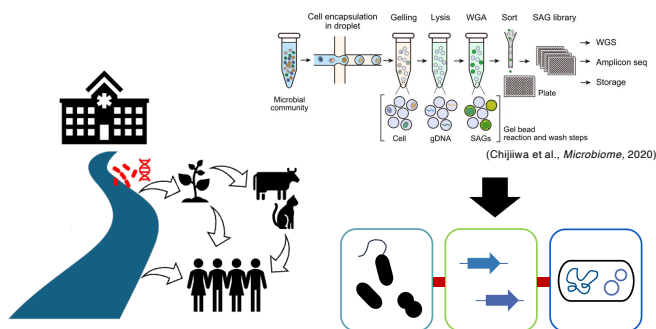 Cell encapsulation
in droplet
Gelling
Lysis
WGA
Sort
SAG library
WGS
Amplicon seq
Storage
Microbial
community
Plate
Cell
gDNA
SAGs
Gel bead
reaction and wash steps
(Chijiiwa et al., Microbiome, 2020)